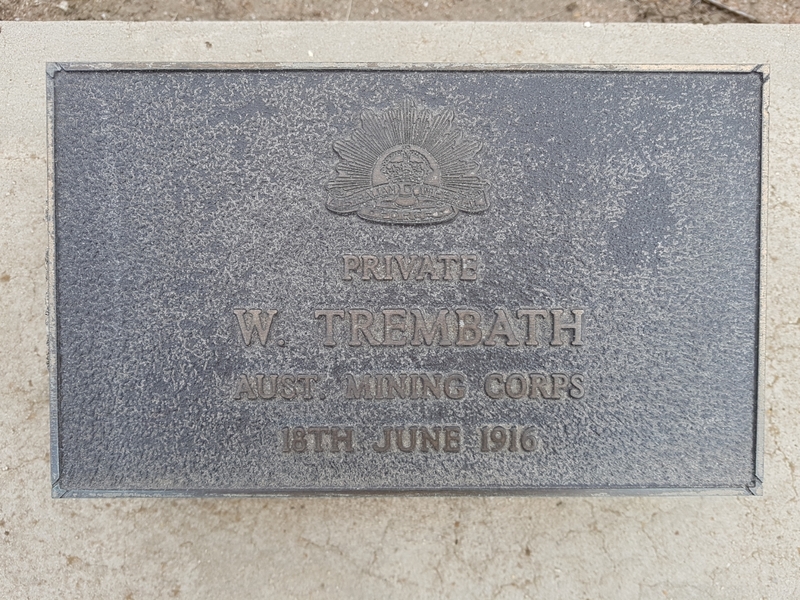 PRIVATE
W. TREMBATH
AUST. MINING CORPS
18TH JUNE 1916